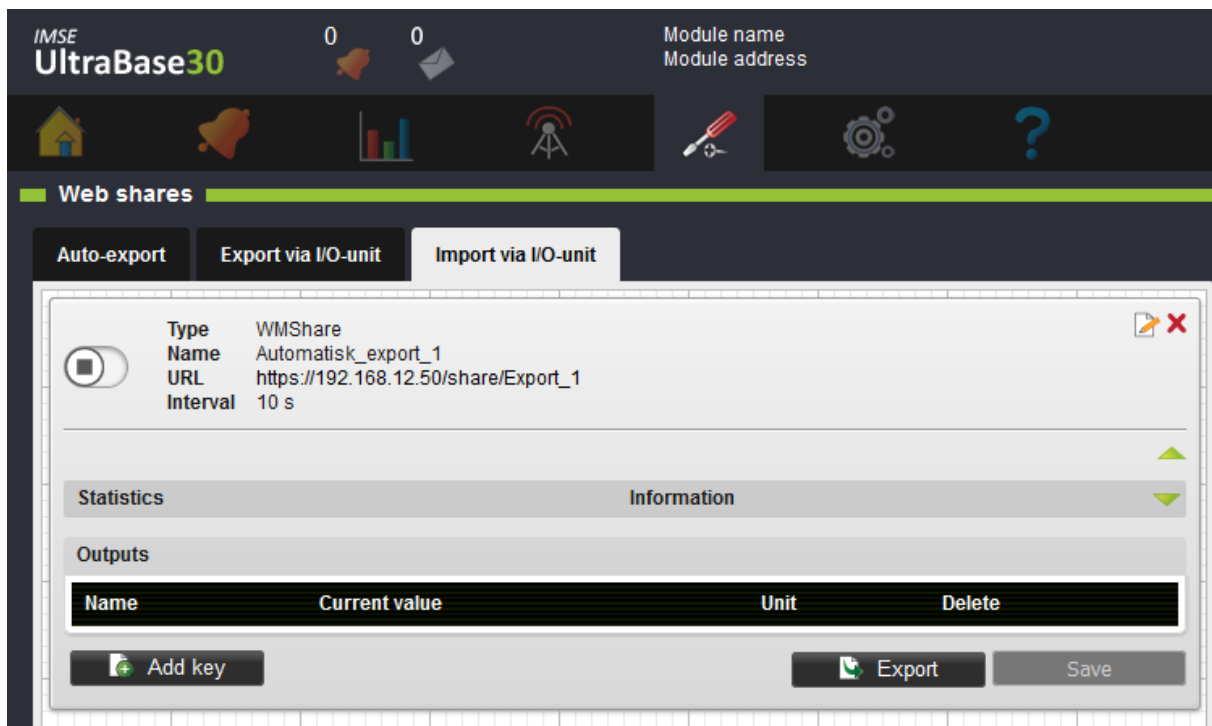 IMSE
UltraBase30
0 0
Module name
Module address
Web shares
Auto-export Export via I/O-unit Import via I/O-unit
Type WMShare
Name Automatisk_export_1
URL https://192.168.12.50/share/Export_1
Interval 10 s
Statistics Information
Outputs
Name Current value Unit Delete
Add key Export Save